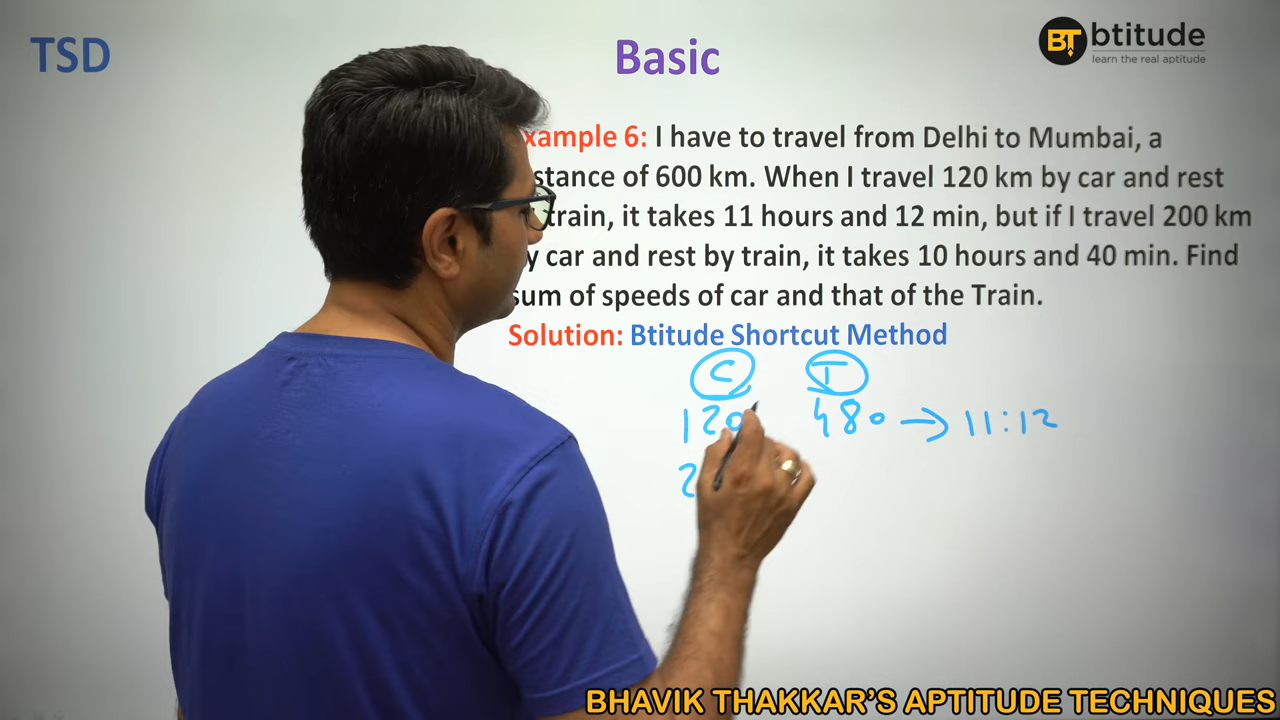 TSD
Basic
BT btitude
learn the real aptitude
xample 6: I have to travel from Delhi to Mumbai, a
stance of 600 km. When I travel 120 km by car and rest
train, it takes 11 hours and 12 min, but if I travel 200 km
y car and rest by train, it takes 10 hours and 40 min. Find
sum of speeds of car and that of the Train.
Solution: Btitude Shortcut Method
C T
120 480 → 11:12
2
BHAVIK THAKKAR'S APTITUDE TECHNIQUES